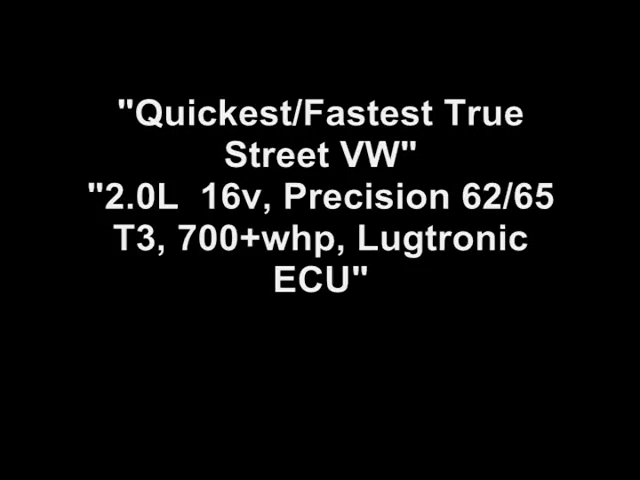 "Quickest/Fastest True
Street VW"
"2.0L  16v, Precision 62/65
T3, 700+whp, Lugtronic
ECU"